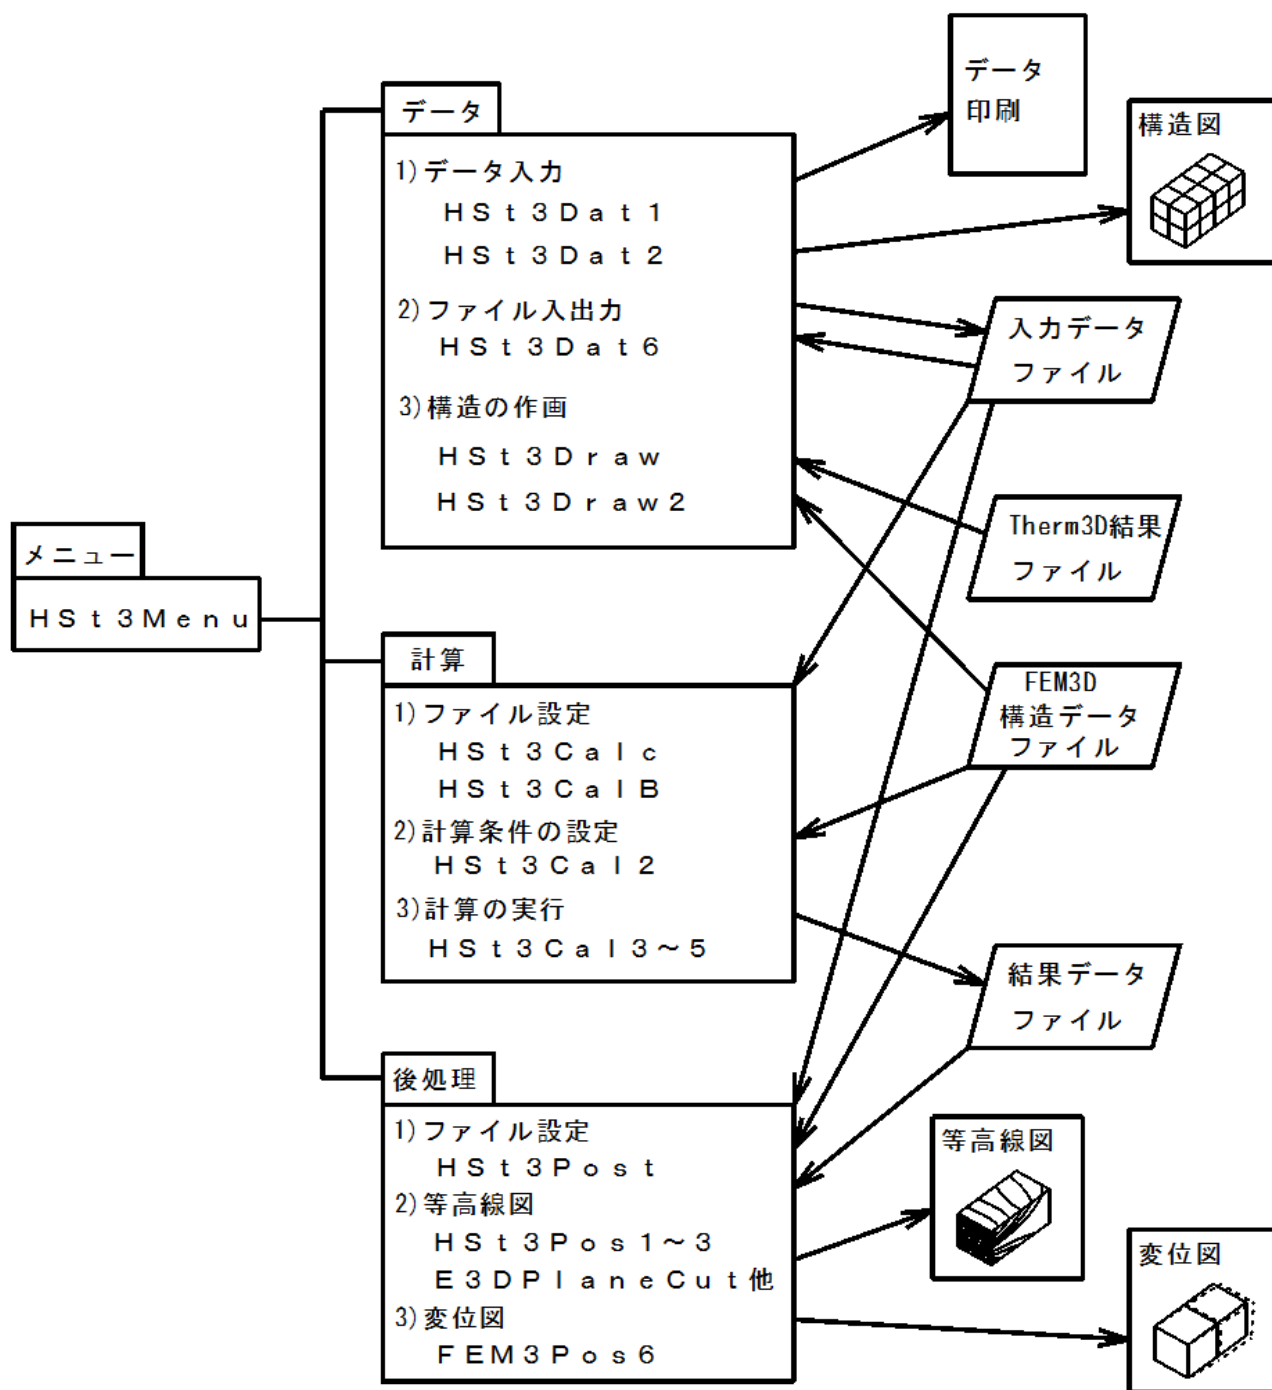 メニュー
HSt3Menu
データ
1)データ入力
HSt3Dat1
HSt3Dat2
2)ファイル入出力
HSt3Dat6
3)構造の作画
HSt3Draw
HSt3Draw2
計算
1)ファイル設定
HSt3Calc
HSt3CalB
2)計算条件の設定
HSt3Cal2
3)計算の実行
HSt3Cal3~5
後処理
1)ファイル設定
HSt3Post
2)等高線図
HSt3Pos1~3
E3DPlaneCut他
3)変位図
FEM3Pos6
データ
印刷
構造図
入力データ
ファイル
Therm3D結果
ファイル
FEM3D
構造データ
ファイル
結果データ
ファイル
等高線図
変位図